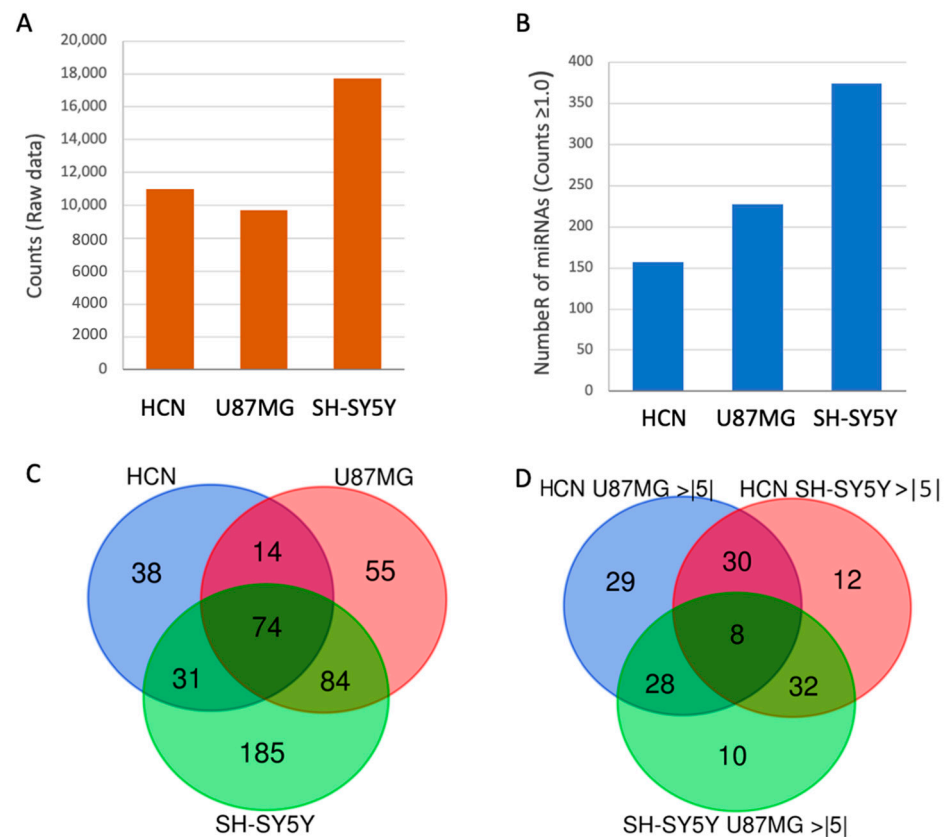 A
20,000
18,000
16,000
14,000
12,000
10,000
8000
6000
4000
2000
0
Counts (Raw data)
HCN U87MG SH-SY5Y
B
400
350
300
250
200
150
100
50
0
NumbeR of miRNAs (Counts ≥1.0)
HCN U87MG SH-SY5Y
C
HCN
U87MG
38
14
55
74
31
84
185
SH-SY5Y
D
HCN U87MG >|5|
HCN SH-SY5Y >|5|
29
30
12
8
28
32
10
SH-SY5Y U87MG >|5|